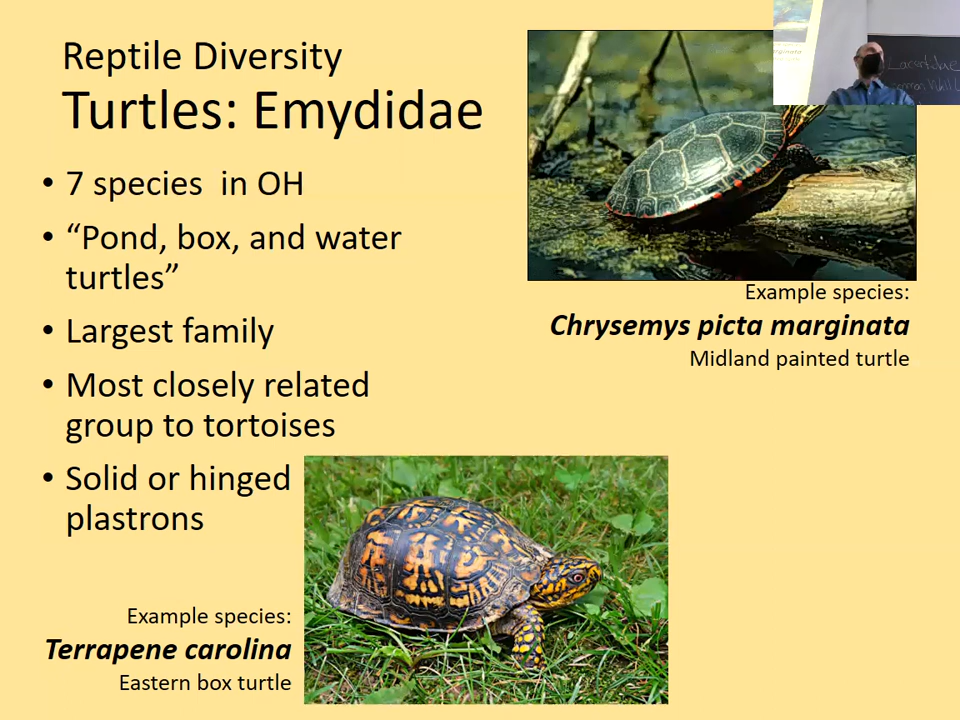 Reptile Diversity
Turtles: Emydidae
• 7 species in OH
• “Pond, box, and water
turtles”
• Largest family
• Most closely related
group to tortoises
• Solid or hinged
plastrons
Example species:
Chrysemys picta marginata
Midland painted turtle
Example species:
Terrapene carolina
Eastern box turtle